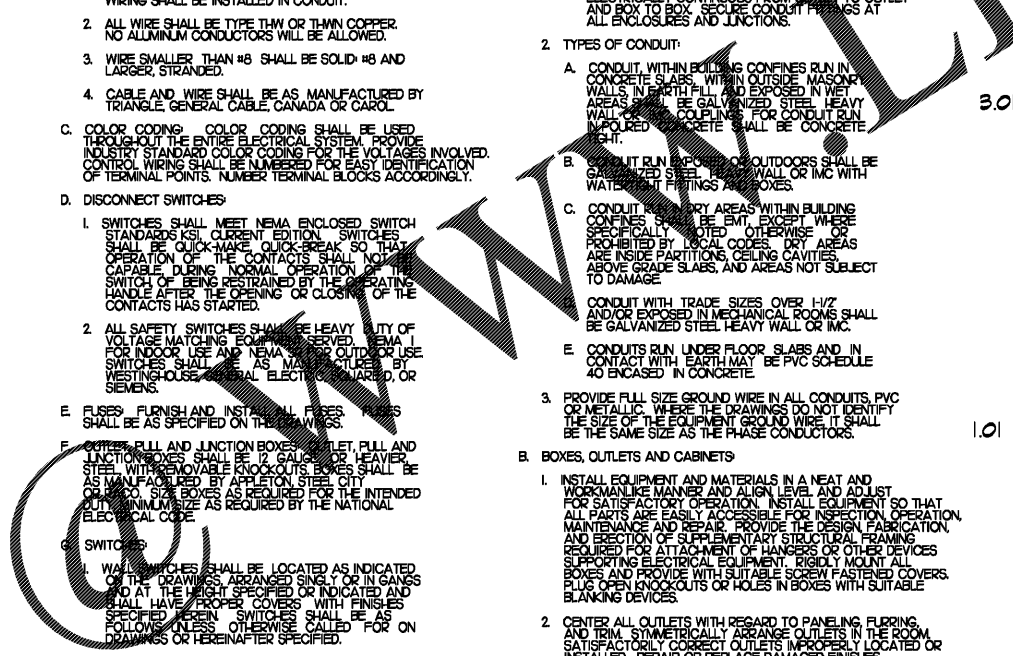 WIRING SHALL BE INSTALLED IN CONDUIT.
2. ALL WIRE SHALL BE TYPE THW OR THWN COPPER.
NO ALUMINUM CONDUCTORS WILL BE ALLOWED.
3. WIRE SMALLER THAN #8 SHALL BE SOLID: #8 AND
LARGER, STRANDED.
4. CABLE AND WIRE SHALL BE AS MANUFACTURED BY
TRIANGLE, GENERAL CABLE, CANADA OR CAROL
C. COLOR CODING: COLOR CODING SHALL BE USED
THROUGHOUT THE ENTIRE ELECTRICAL SYSTEM. PROVIDE
INDUSTRY STANDARD COLOR CODING FOR THE VOLTAGES INVOLVED.
CONTROL WIRING SHALL BE NUMBERED FOR EASY IDENTIFICATION
OF TERMINAL POINTS. NUMBER TERMINAL BLOCKS ACCORDINGLY.
D. DISCONNECT SWITCHES:
1. SWITCHES SHALL MEET NEMA ENCLOSED SWITCH
STANDARDS KSI, CURRENT EDITION. SWITCHES
SHALL BE QUICK-MAKE, QUICK-BREAK SO THAT
OPERATION OF THE CONTACTS SHALL NOT BE
CAPABLE, DURING NORMAL OPERATION OF THE
SWITCH, OF BEING RESTRAINED BY THE OPERATING
HANDLE AFTER THE OPENING OR CLOSING OF THE
CONTACTS HAS STARTED.
2. ALL SAFETY SWITCHES SHALL BE HEAVY DUTY OF
VOLTAGE MATCHING EQUIPMENT SERVED. NEMA 1
FOR INDOOR USE AND NEMA FOR OUTDOOR USE.
SWITCHES SHALL BE AS MANUFACTURED BY
WESTINGHOUSE, GENERAL ELECTRIC, SQUARE D, OR
SIEMENS.
E. FUSES: FURNISH AND INSTALL ALL FUSES. FUSES
SHALL BE AS SPECIFIED ON THE DRAWINGS.
F. OUTLET, PULL AND JUNCTION BOXES: OUTLET, PULL AND
JUNCTION BOXES SHALL BE 12 GAUGE OR HEAVIER,
STEEL, WITH REMOVABLE KNOCKOUTS. BOXES SHALL BE
AS MANUFACTURED BY APPLETON, STEEL CITY
OR RACO. SIZE BOXES AS REQUIRED FOR THE INTENDED
DUTY, MINIMUM SIZE AS REQUIRED BY THE NATIONAL
ELECTRICAL CODE.
G. SWITCHES:
1. WALL SWITCHES SHALL BE LOCATED AS INDICATED
ON THE DRAWINGS, ARRANGED SINGLY OR IN GANGS
AND AT THE HEIGHT SPECIFIED OR INDICATED AND
SHALL HAVE PROPER COVERS WITH FINISHES
SPECIFIED HEREIN. SWITCHES SHALL BE AS
FOLLOWS UNLESS OTHERWISE CALLED FOR ON
DRAWINGS OR HEREINAFTER SPECIFIED.
ELECTRICALLY CONTINUOUS FROM OUTLET TO OUTLET
AND BOX TO BOX. SECURE CONDUIT FITTINGS AT
ALL ENCLOSURES AND JUNCTIONS.
2. TYPES OF CONDUIT:
A. CONDUIT, WITHIN BUILDING CONFINES RUN IN
CONCRETE SLABS, WITHIN OUTSIDE MASONRY
WALLS, IN EARTH FILL, AND EXPOSED IN WET
AREAS SHALL BE GALVANIZED STEEL HEAVY
WALL OR IMC. COUPLINGS FOR CONDUIT RUN
IN POURED CONCRETE SHALL BE CONCRETE
TIGHT.
B. CONDUIT RUN EXPOSED OR OUTDOORS SHALL BE
GALVANIZED STEEL HEAVY WALL OR IMC WITH
WATERTIGHT FITTINGS AND BOXES.
C. CONDUIT RUN IN DRY AREAS WITHIN BUILDING
CONFINES SHALL BE EMT, EXCEPT WHERE
SPECIFICALLY NOTED OTHERWISE OR
PROHIBITED BY LOCAL CODES. DRY AREAS
ARE INSIDE PARTITIONS, CEILING CAVITIES,
ABOVE GRADE SLABS, AND AREAS NOT SUBJECT
TO DAMAGE.
D. CONDUIT WITH TRADE SIZES OVER 1-1/2"
AND/OR EXPOSED IN MECHANICAL ROOMS SHALL
BE GALVANIZED STEEL HEAVY WALL OR IMC.
E. CONDUITS RUN UNDER FLOOR SLABS AND IN
CONTACT WITH EARTH MAY BE PVC SCHEDULE
40 ENCASED IN CONCRETE.
3. PROVIDE FULL SIZE GROUND WIRE IN ALL CONDUITS, PVC
OR METALLIC. WHERE THE DRAWINGS DO NOT IDENTIFY
THE SIZE OF THE EQUIPMENT GROUND WIRE, IT SHALL
BE THE SAME SIZE AS THE PHASE CONDUCTORS.
B. BOXES, OUTLETS AND CABINETS:
1. INSTALL EQUIPMENT AND MATERIALS IN A NEAT AND
WORKMANLIKE MANNER AND ALIGN, LEVEL AND ADJUST
FOR SATISFACTORY OPERATION. INSTALL EQUIPMENT SO THAT
ALL PARTS ARE EASILY ACCESSIBLE FOR INSPECTION, OPERATION,
MAINTENANCE AND REPAIR. PROVIDE THE DESIGN, FABRICATION,
AND ERECTION OF SUPPLEMENTARY STRUCTURAL FRAMING
REQUIRED FOR ATTACHMENT OF HANGERS OR OTHER DEVICES
SUPPORTING ELECTRICAL EQUIPMENT. RIGIDLY MOUNT ALL
BOXES AND PROVIDE WITH SUITABLE SCREW FASTENED COVERS.
PLUG OPEN KNOCKOUTS OR HOLES IN BOXES WITH SUITABLE
BLANKING DEVICES.
2. CENTER ALL OUTLETS WITH REGARD TO PANELING, FURRING,
AND TRIM. SYMMETRICALLY ARRANGE OUTLETS IN THE ROOM.
SATISFACTORILY CORRECT OUTLETS IMPROPERLY LOCATED OR
INSTALLED. REPAIR OR REPLACE DAMAGED FINISHES.
3.01
1.01
@ WWW.LI